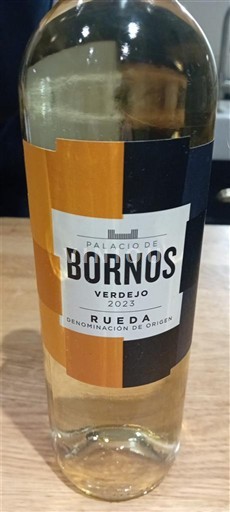 PALACIO DE
BORNOS
VERDEJO
2023
RUEDA
DENOMINACIÓN DE ORIGEN